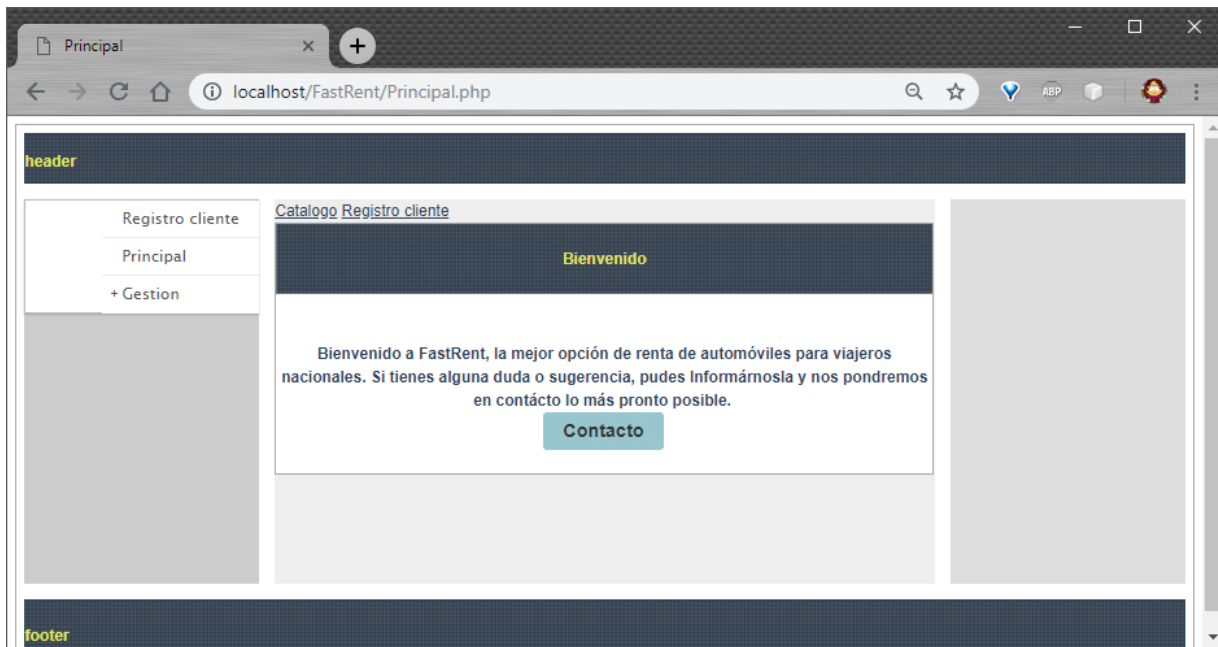 Principal
localhost/FastRent/Principal.php
ABP
header
Registro cliente
Principal
+ Gestion
Catalogo Registro cliente
Bienvenido
Bienvenido a FastRent, la mejor opción de renta de automóviles para viajeros
nacionales. Si tienes alguna duda o sugerencia, pudes Informárnosla y nos pondremos
en contácto lo más pronto posible.
Contacto
footer